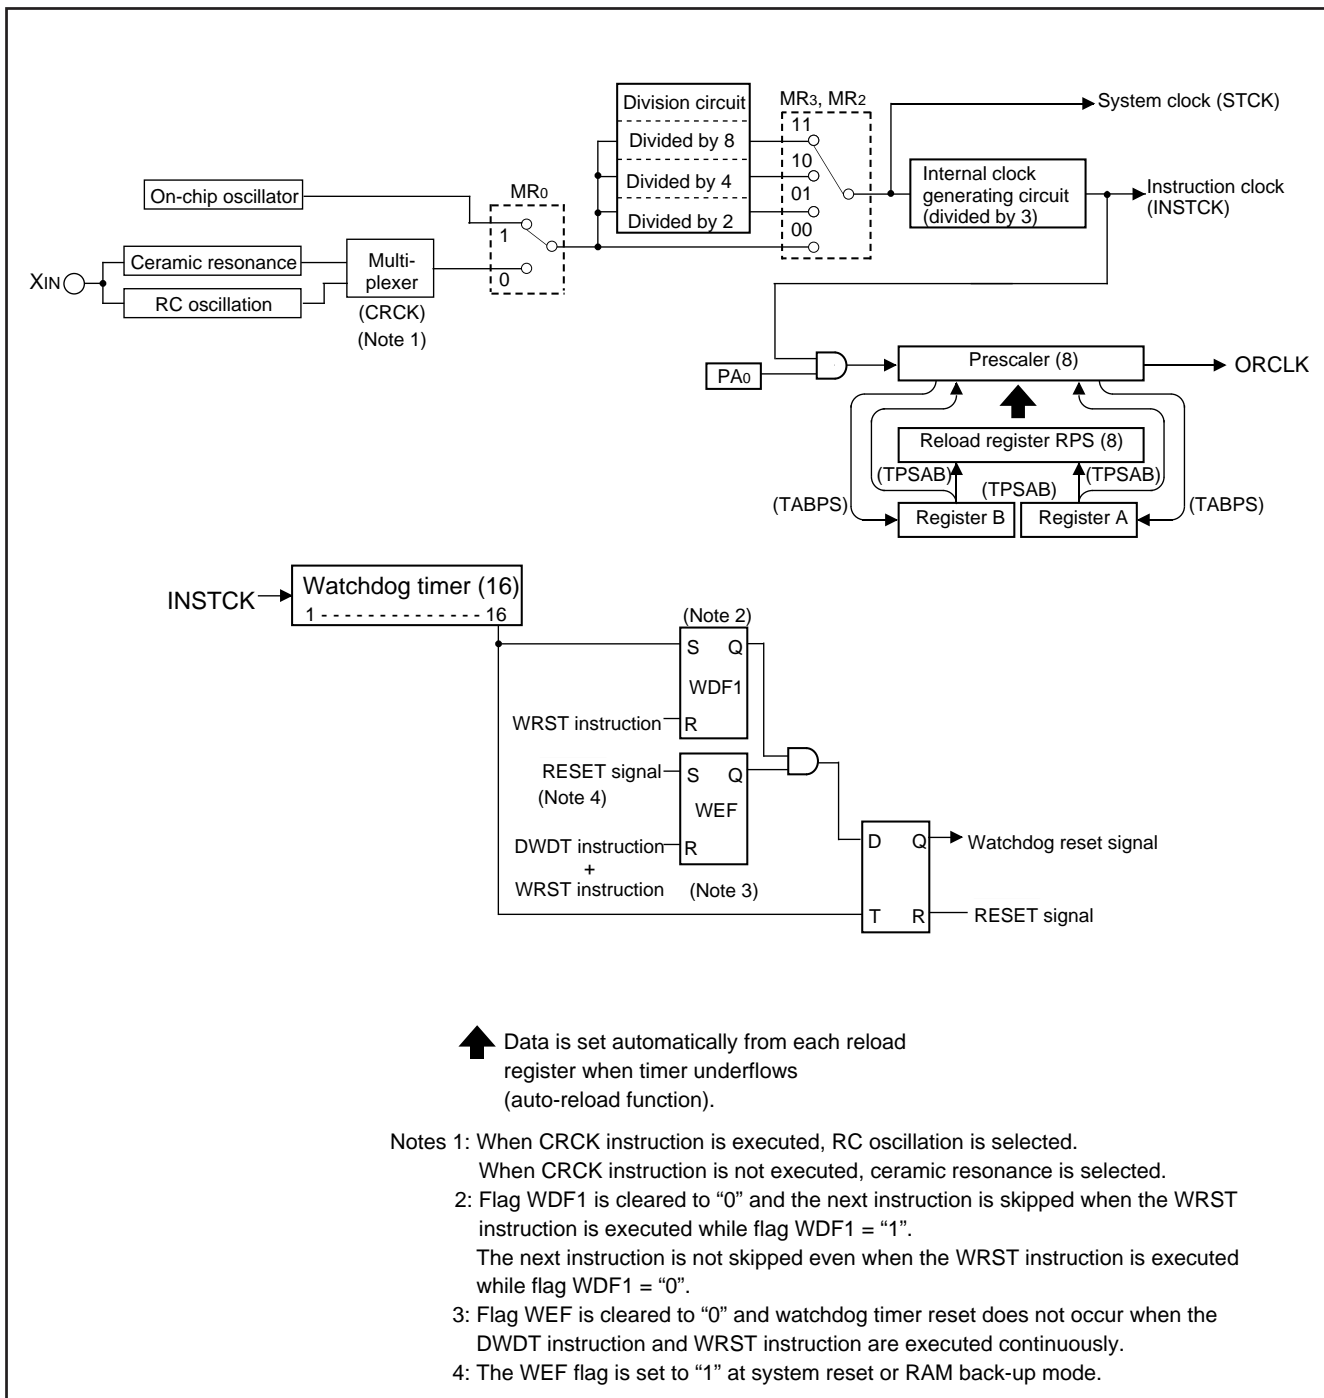 Division circuit
Divided by 8
Divided by 4
Divided by 2
MR3, MR2
11
10
01
00
System clock (STCK)
Internal clock
generating circuit
(divided by 3)
Instruction clock
(INSTCK)
On-chip oscillator
MR0
1
0
XIN
Ceramic resonance
RC oscillation
Multi-
plexer
(CRCK)
(Note 1)
PA0
Prescaler (8)
ORCLK
Reload register RPS (8)
(TPSAB)
(TPSAB)
(TPSAB)
(TABPS)
Register B
Register A
(TABPS)
INSTCK
Watchdog timer (16)
1 - - - - - - - - - - - - - - 16
(Note 2)
S Q
WDF1
WRST instruction
R
RESET signal
S Q
(Note 4)
WEF
DWDT instruction
R
+
WRST instruction
(Note 3)
D Q
Watchdog reset signal
T R
RESET signal
Data is set automatically from each reload
register when timer underflows
(auto-reload function).
Notes 1: When CRCK instruction is executed, RC oscillation is selected.
When CRCK instruction is not executed, ceramic resonance is selected.
2: Flag WDF1 is cleared to “0” and the next instruction is skipped when the WRST
instruction is executed while flag WDF1 = “1”.
The next instruction is not skipped even when the WRST instruction is executed
while flag WDF1 = “0”.
3: Flag WEF is cleared to “0” and watchdog timer reset does not occur when the
DWDT instruction and WRST instruction are executed continuously.
4: The WEF flag is set to “1” at system reset or RAM back-up mode.